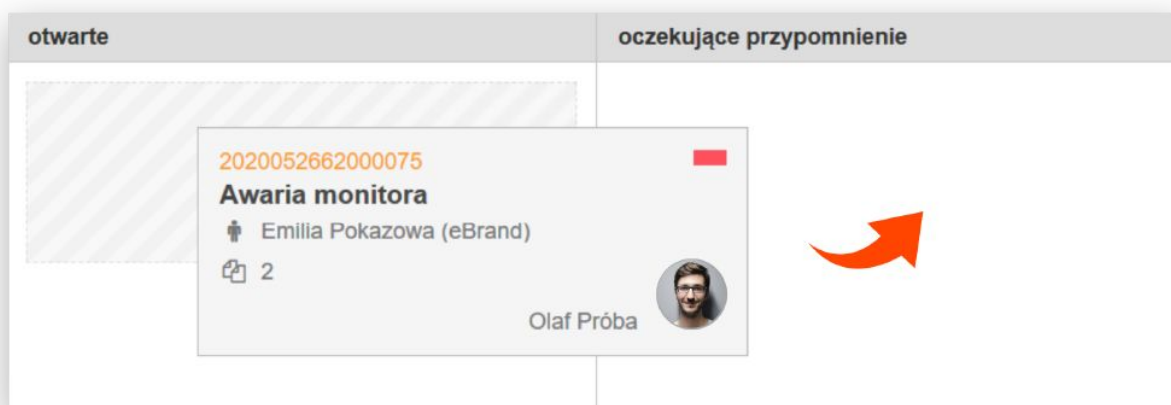 otwarte
oczekujące przypomnienie
2020052662000075
Awaria monitora
Emilia Pokazowa (eBrand)
2
Olaf Próba